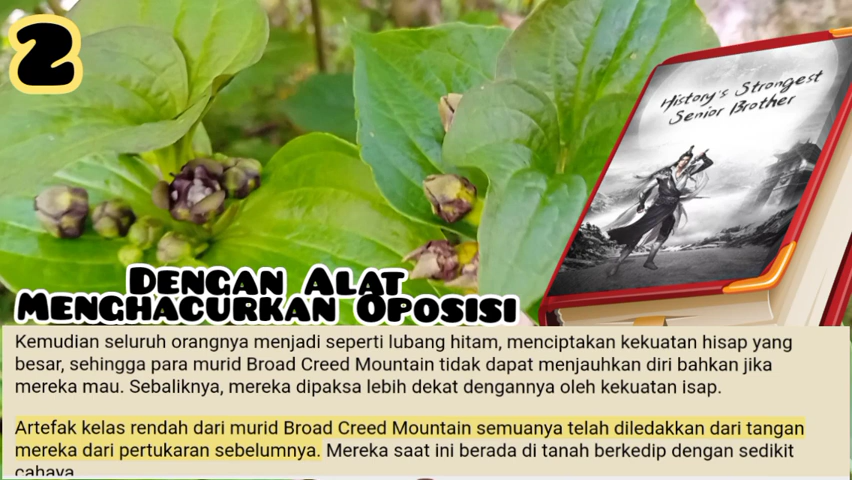 2
History's Strongest
Senior Brother
DENGAN ALAT
MENGHACURKAN OPOSISI
Kemudian seluruh orangnya menjadi seperti lubang hitam, menciptakan kekuatan hisap yang
besar, sehingga para murid Broad Creed Mountain tidak dapat menjauhkan diri bahkan jika
mereka mau. Sebaliknya, mereka dipaksa lebih dekat dengannya oleh kekuatan isap.
Artefak kelas rendah dari murid Broad Creed Mountain semuanya telah diledakkan dari tangan
mereka dari pertukaran sebelumnya. Mereka saat ini berada di tanah berkedip dengan sedikit
cahaya